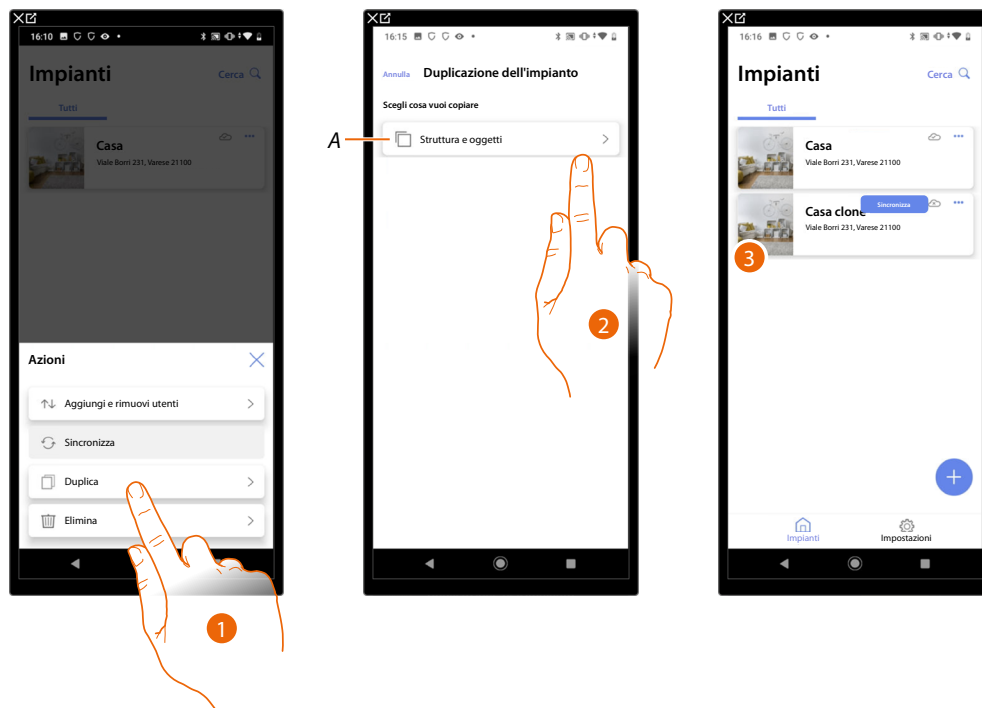 16:10
Impianti
Cerca
Tutti
Casa
Viale Borri 231, Varese 21100
Azioni
Aggiungi e rimuovi utenti
Sincronizza
Duplica
Elimina
1
16:15
Annulla Duplicazione dell'impianto
Scegli cosa vuoi copiare
A
Struttura e oggetti
2
16:16
Impianti
Cerca
Tutti
Casa
Viale Borri 231, Varese 21100
Sincronizza
Casa clone
Viale Borri 231, Varese 21100
3
Impianti
Impostazioni